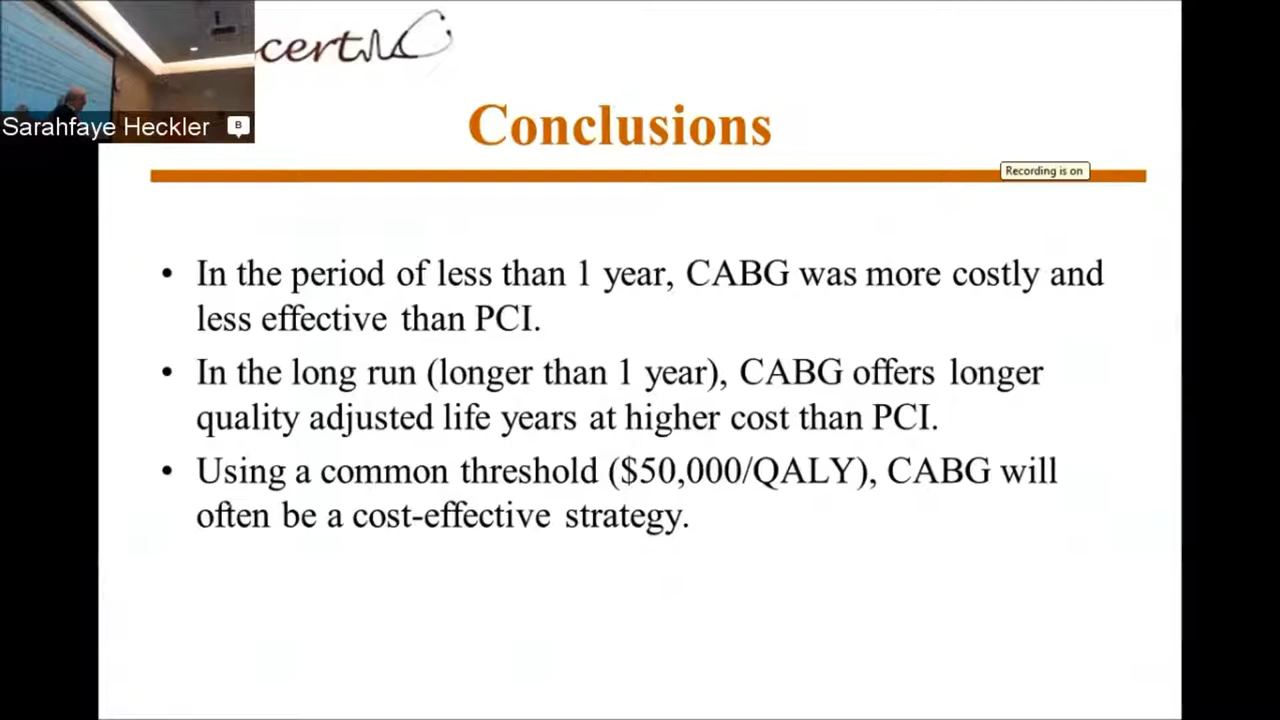 cert
Sarahfaye Heckler
B
Conclusions
Recording is on
• In the period of less than 1 year, CABG was more costly and
less effective than PCI.
• In the long run (longer than 1 year), CABG offers longer
quality adjusted life years at higher cost than PCI.
• Using a common threshold ($50,000/QALY), CABG will
often be a cost-effective strategy.